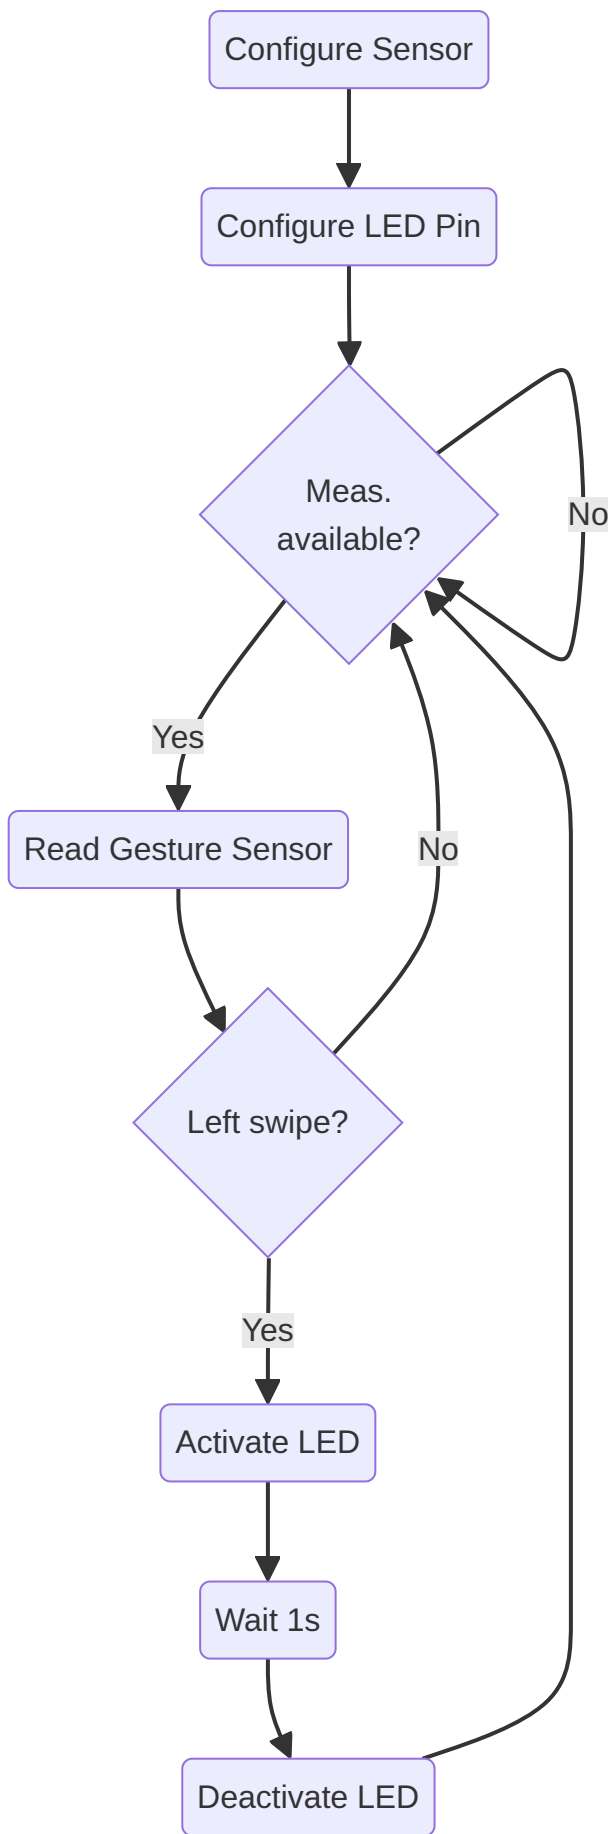 Configure Sensor
Configure LED Pin
Meas.
available?
No
Yes
Read Gesture Sensor
No
Left swipe?
Yes
Activate LED
Wait 1s
Deactivate LED